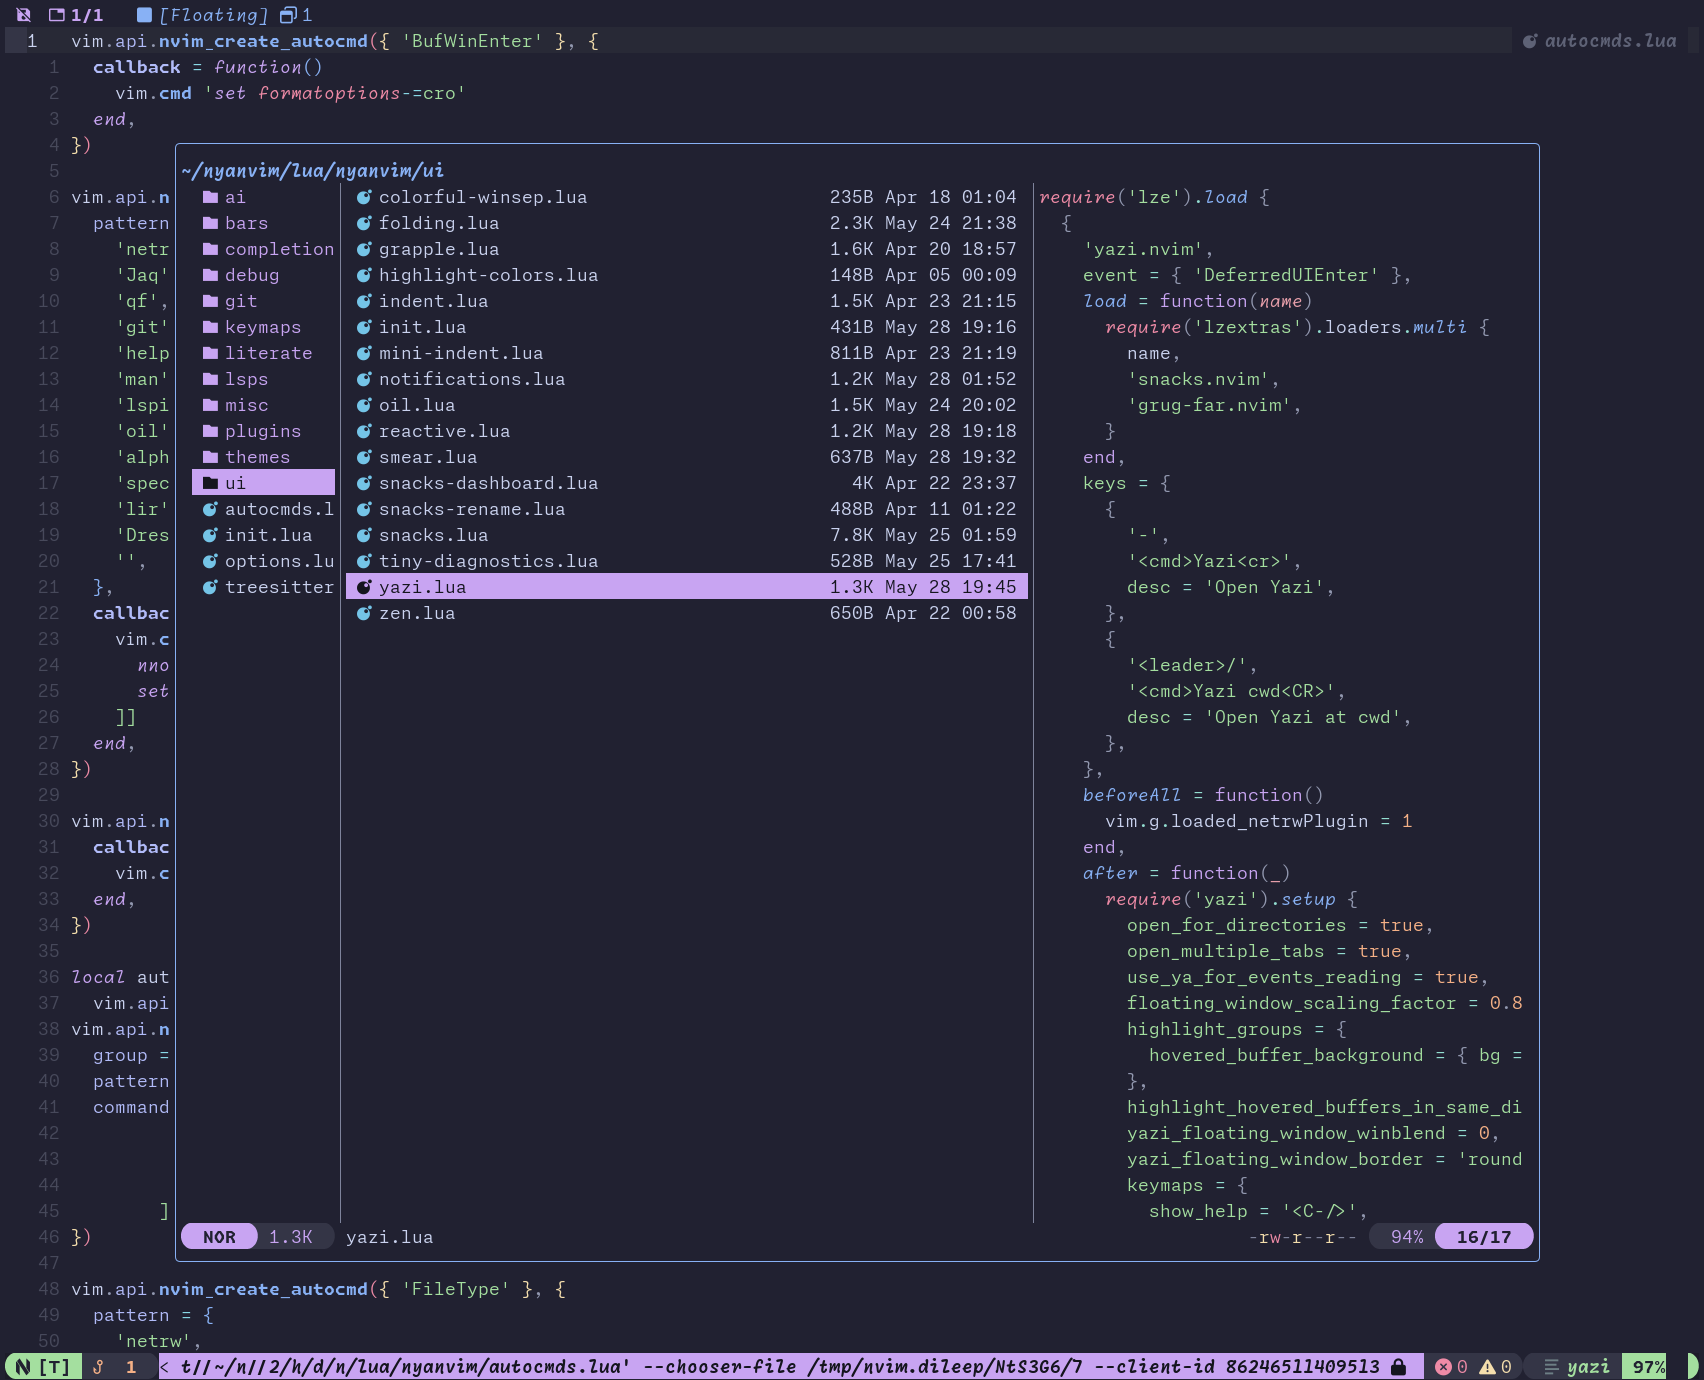 1/1 [Floating] 1
1 vim.api.nvim_create_autocmd({ 'BufWinEnter' }, { autocmds.lua
1 callback = function()
2 vim.cmd 'set formatoptions-=cro'
3 end,
4 })
5 ~/nyanvim/lua/nyanvim/ui
6 vim.api.n ai colorful-winsep.lua 235B Apr 18 01:04 require('lze').load {
7 pattern bars folding.lua 2.3K May 24 21:38 {
8 'netr completion grapple.lua 1.6K Apr 20 18:57 'yazi.nvim',
9 'Jaq' debug highlight-colors.lua 148B Apr 05 00:09 event = { 'DeferredUIEnter' },
10 'qf', git indent.lua 1.5K Apr 23 21:15 load = function(name)
11 'git' keymaps init.lua 431B May 28 19:16 require('lzextras').loaders.multi {
12 'help literate mini-indent.lua 811B Apr 23 21:19 name,
13 'man' lsps notifications.lua 1.2K May 28 01:52 'snacks.nvim',
14 'lspi misc oil.lua 1.5K May 24 20:02 'grug-far.nvim',
15 'oil' plugins reactive.lua 1.2K May 28 19:18 }
16 'alph themes smear.lua 637B May 28 19:32 end,
17 'spec ui snacks-dashboard.lua 4K Apr 22 23:37 keys = {
18 'lir' autocmds.l snacks-rename.lua 488B Apr 11 01:22 {
19 'Dres init.lua snacks.lua 7.8K May 25 01:59 '-',
20 '', options.lu tiny-diagnostics.lua 528B May 25 17:41 '<cmd>Yazi<cr>',
21 }, treesitter yazi.lua 1.3K May 28 19:45 desc = 'Open Yazi',
22 callbac zen.lua 650B Apr 22 00:58 },
23 vim.c {
24 nno '<leader>/',
25 set '<cmd>Yazi cwd<CR>',
26 ]] desc = 'Open Yazi at cwd',
27 end, },
28 }) },
29 beforeAll = function()
30 vim.api.n vim.g.loaded_netrwPlugin = 1
31 callbac end,
32 vim.c after = function(_)
33 end, require('yazi').setup {
34 }) open_for_directories = true,
35 open_multiple_tabs = true,
36 local aut use_ya_for_events_reading = true,
37 vim.api floating_window_scaling_factor = 0.8
38 vim.api.n highlight_groups = {
39 group = hovered_buffer_background = { bg =
40 pattern },
41 command highlight_hovered_buffers_in_same_di
42 yazi_floating_window_winblend = 0,
43 yazi_floating_window_border = 'round
44 keymaps = {
45 ] show_help = '<C-/>',
46 }) NOR 1.3K yazi.lua -rw-r--r-- 94% 16/17
47
48 vim.api.nvim_create_autocmd({ 'FileType' }, {
49 pattern = {
50 'netrw',
[T] 1 < t//~/n//2/h/d/n/lua/nyanvim/autocmds.lua' --chooser-file /tmp/nvim.dileep/NtS3G6/7 --client-id 86246511409513 0 0 yazi 97%